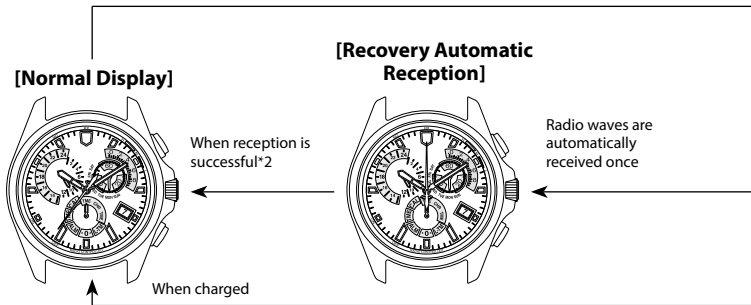 [Normal Display]
[Recovery Automatic
Reception]
When reception is
successful*2
Radio waves are
automatically
received once
When charged